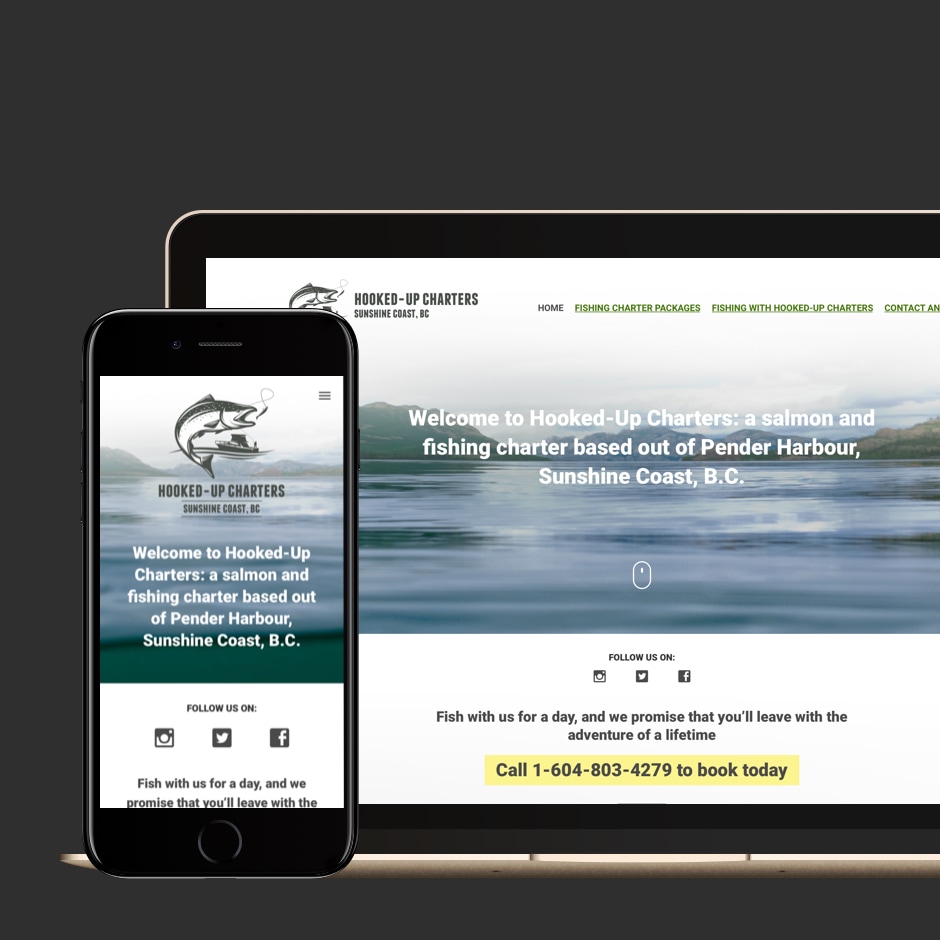 HOOKED-UP CHARTERS
SUNSHINE COAST, BC
HOME FISHING CHARTER PACKAGES FISHING WITH HOOKED-UP CHARTERS CONTACT AN
Welcome to Hooked-Up Charters: a salmon and
fishing charter based out of Pender Harbour,
Sunshine Coast, B.C.
FOLLOW US ON:
Fish with us for a day, and we promise that you’ll leave with the
adventure of a lifetime
Call 1-604-803-4279 to book today
HOOKED-UP CHARTERS
SUNSHINE COAST, BC
Welcome to Hooked-Up
Charters: a salmon and
fishing charter based out
of Pender Harbour,
Sunshine Coast, B.C.
FOLLOW US ON:
Fish with us for a day, and we
promise that you’ll leave with the